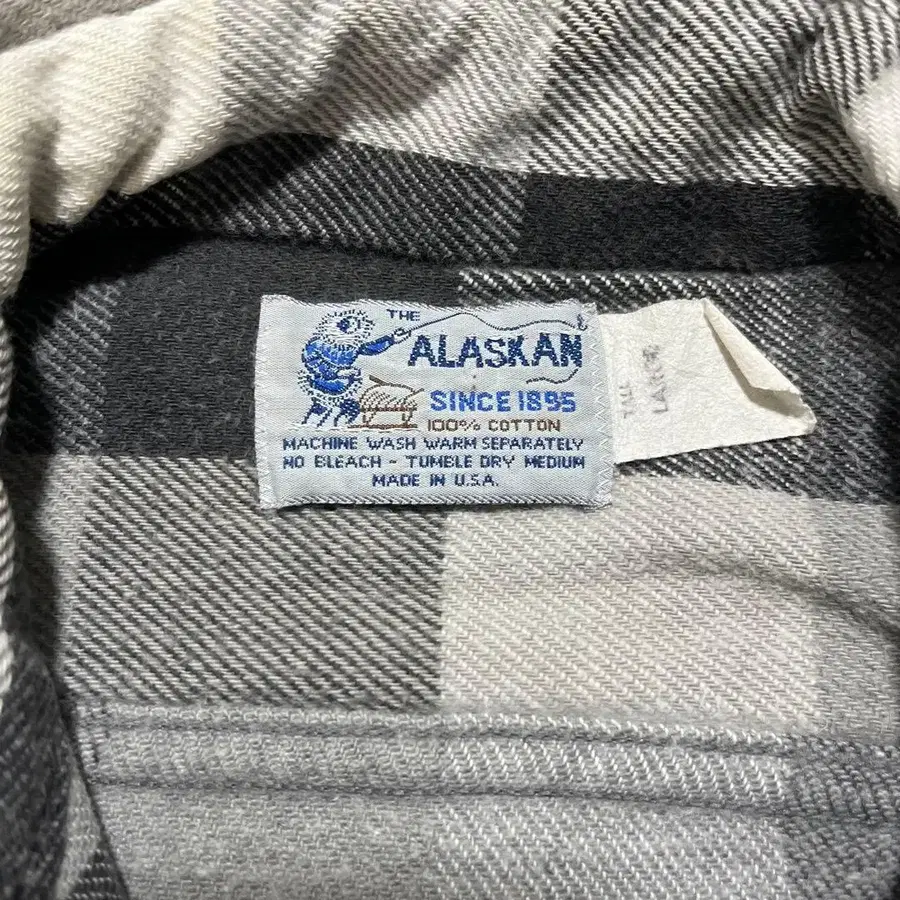 THE
ALASKAN
SINCE 1895
100% COTTON
MACHINE WASH WARM SEPARATELY
NO BLEACH - TUMBLE DRY MEDIUM
MADE IN U.S.A.
TALL
LARGE